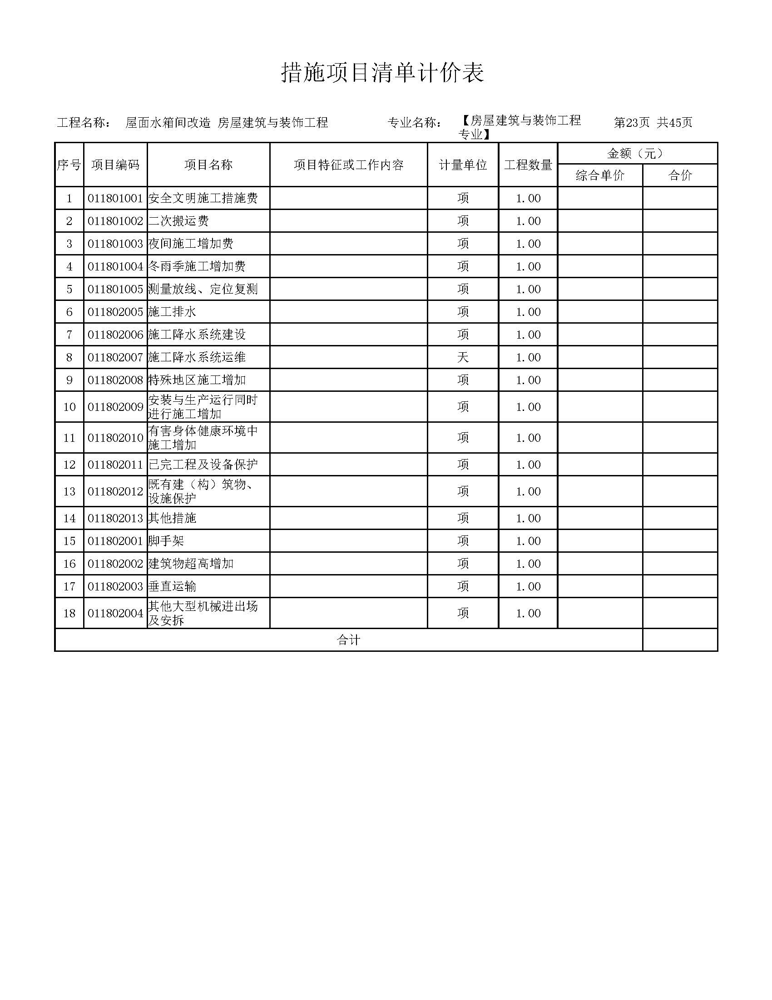 措施项目清单计价表
工程名称： 屋面水箱间改造 房屋建筑与装饰工程 专业名称： 【房屋建筑与装饰工程专业】 第23页 共45页
序号 项目编码 项目名称 项目特征或工作内容 计量单位 工程数量 金额（元）
综合单价 合价
1 011801001 安全文明施工措施费 项 1.00
2 011801002 二次搬运费 项 1.00
3 011801003 夜间施工增加费 项 1.00
4 011801004 冬雨季施工增加费 项 1.00
5 011801005 测量放线、定位复测 项 1.00
6 011802005 施工排水 项 1.00
7 011802006 施工降水系统建设 项 1.00
8 011802007 施工降水系统运维 天 1.00
9 011802008 特殊地区施工增加 项 1.00
10 011802009 安装与生产运行同时进行施工增加 项 1.00
11 011802010 有害身体健康环境中施工增加 项 1.00
12 011802011 已完工程及设备保护 项 1.00
13 011802012 既有建（构）筑物、设施保护 项 1.00
14 011802013 其他措施 项 1.00
15 011802001 脚手架 项 1.00
16 011802002 建筑物超高增加 项 1.00
17 011802003 垂直运输 项 1.00
18 011802004 其他大型机械进出场及安拆 项 1.00
合计